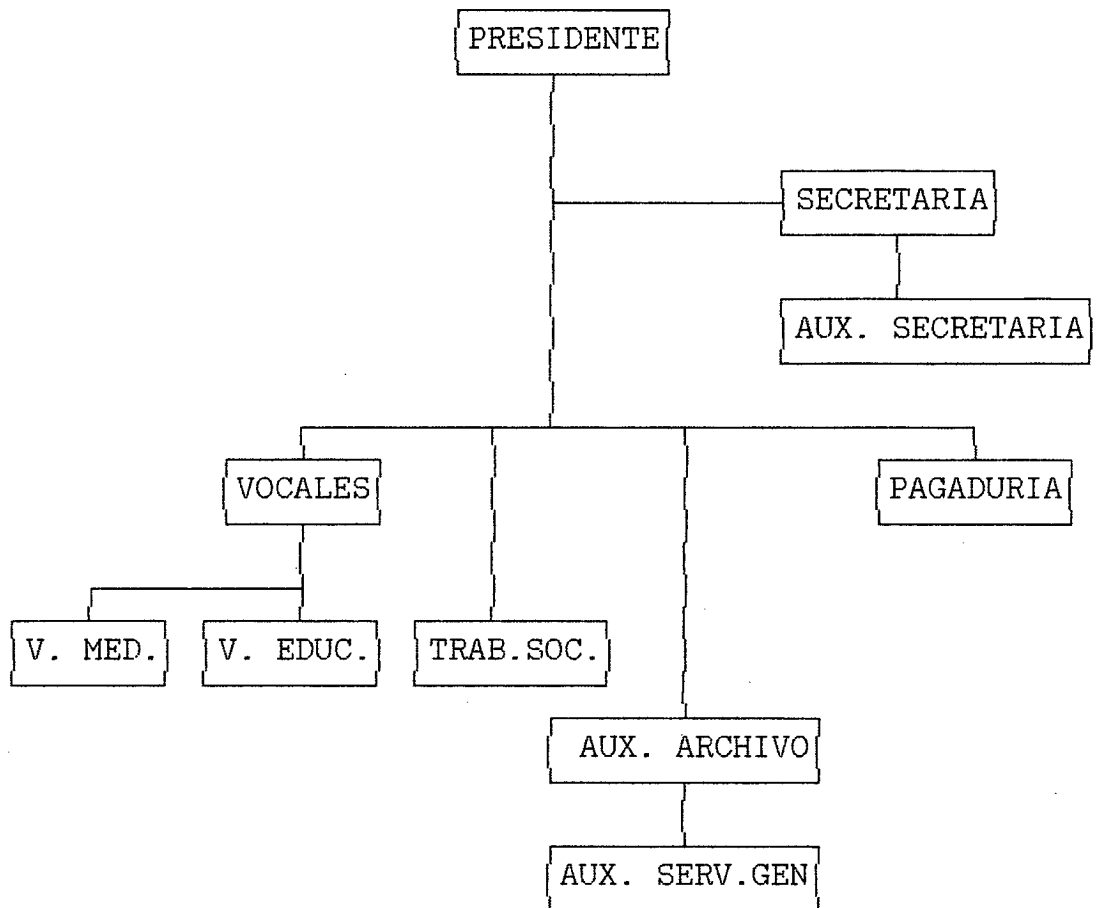 PRESIDENTE
SECRETARIA
AUX. SECRETARIA
VOCALES
PAGADURIA
V. MED.
V. EDUC.
TRAB.SOC.
AUX. ARCHIVO
AUX. SERV.GEN